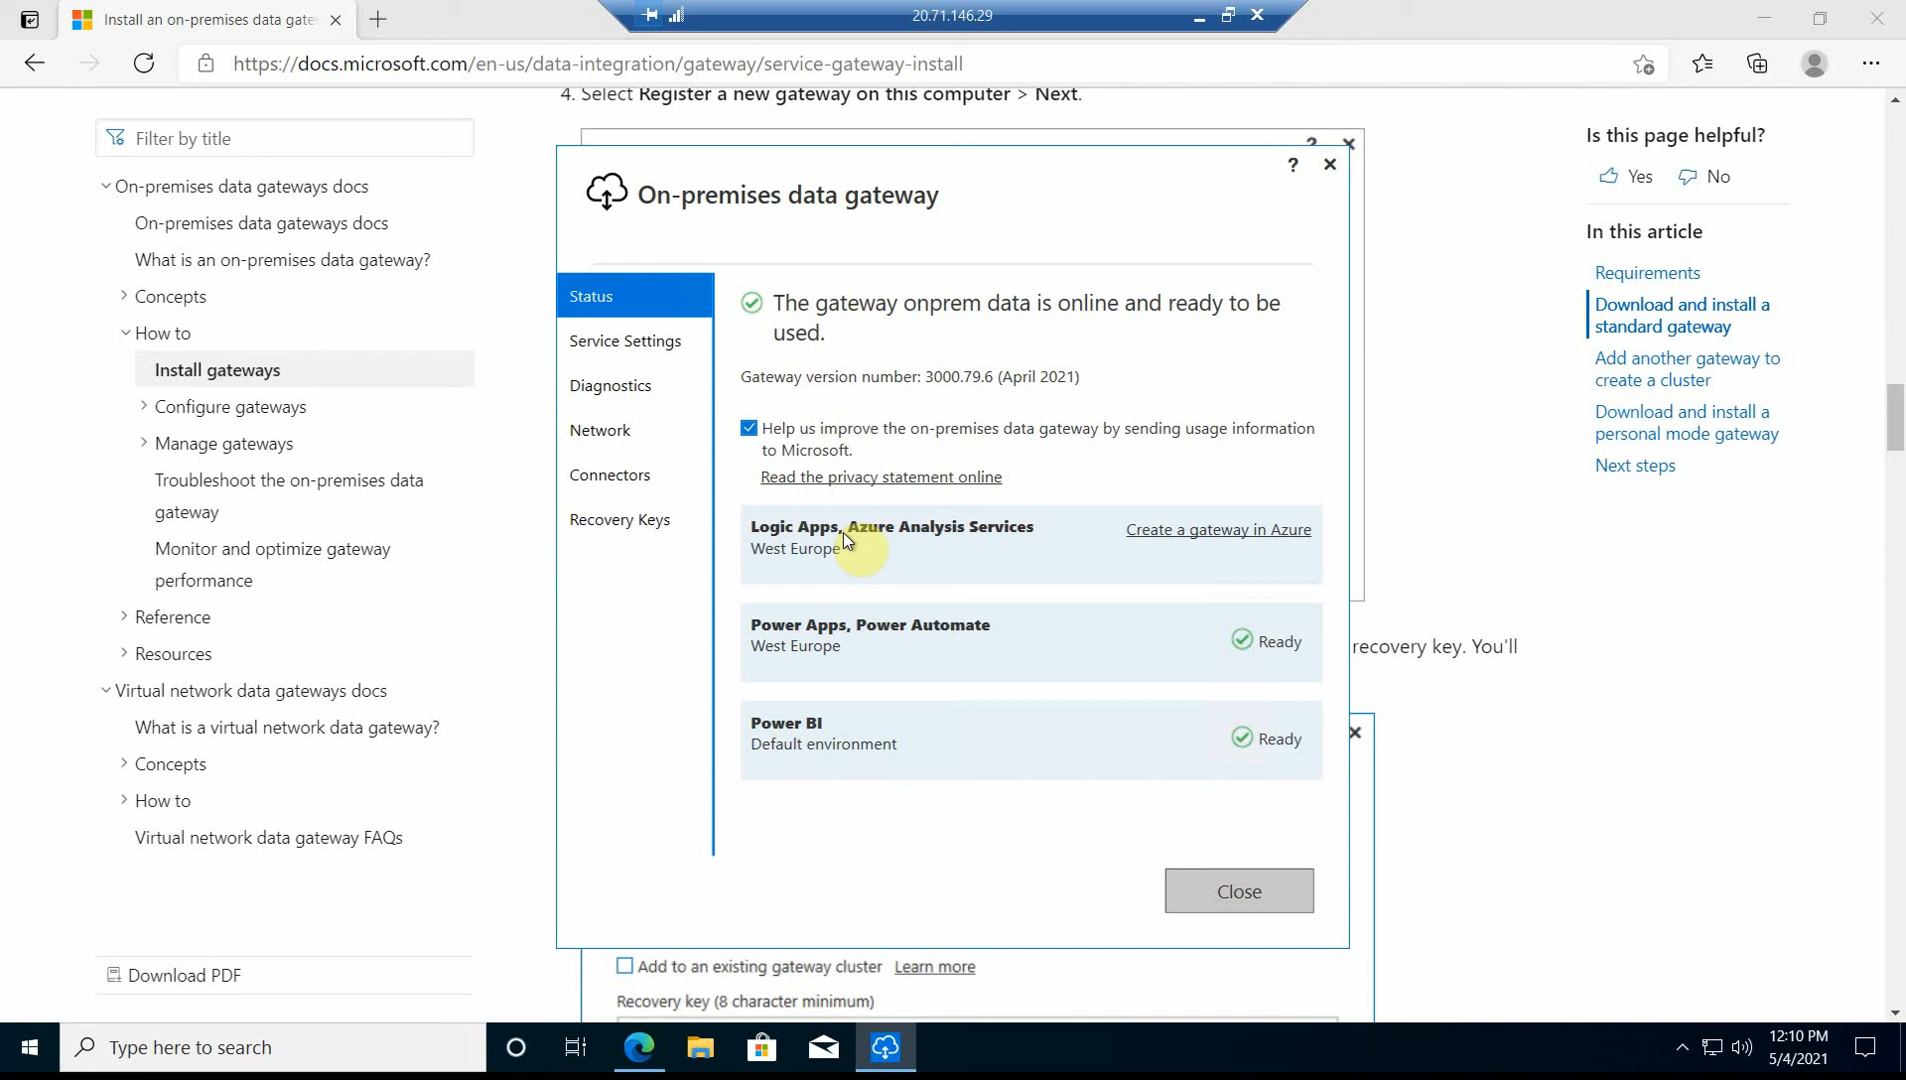 Install an on-premises data gate
20.71.146.29
https://docs.microsoft.com/en-us/data-integration/gateway/service-gateway-install
4. Select Register a new gateway on this computer > Next.
Filter by title
On-premises data gateways docs
On-premises data gateways docs
What is an on-premises data gateway?
Concepts
How to
Install gateways
Configure gateways
Manage gateways
Troubleshoot the on-premises data
gateway
Monitor and optimize gateway
performance
Reference
Resources
Virtual network data gateways docs
What is a virtual network data gateway?
Concepts
How to
Virtual network data gateway FAQs
Download PDF
?
On-premises data gateway
Status
Service Settings
Diagnostics
Network
Connectors
Recovery Keys
The gateway onprem data is online and ready to be
used.
Gateway version number: 3000.79.6 (April 2021)
Help us improve the on-premises data gateway by sending usage information
to Microsoft.
Read the privacy statement online
Logic Apps, Azure Analysis Services
West Europe
Create a gateway in Azure
Power Apps, Power Automate
West Europe
Ready
Power BI
Default environment
Ready
Close
recovery key. You'll
Add to an existing gateway cluster Learn more
Recovery key (8 character minimum)
Is this page helpful?
Yes No
In this article
Requirements
Download and install a
standard gateway
Add another gateway to
create a cluster
Download and install a
personal mode gateway
Next steps
Type here to search
12:10 PM
5/4/2021